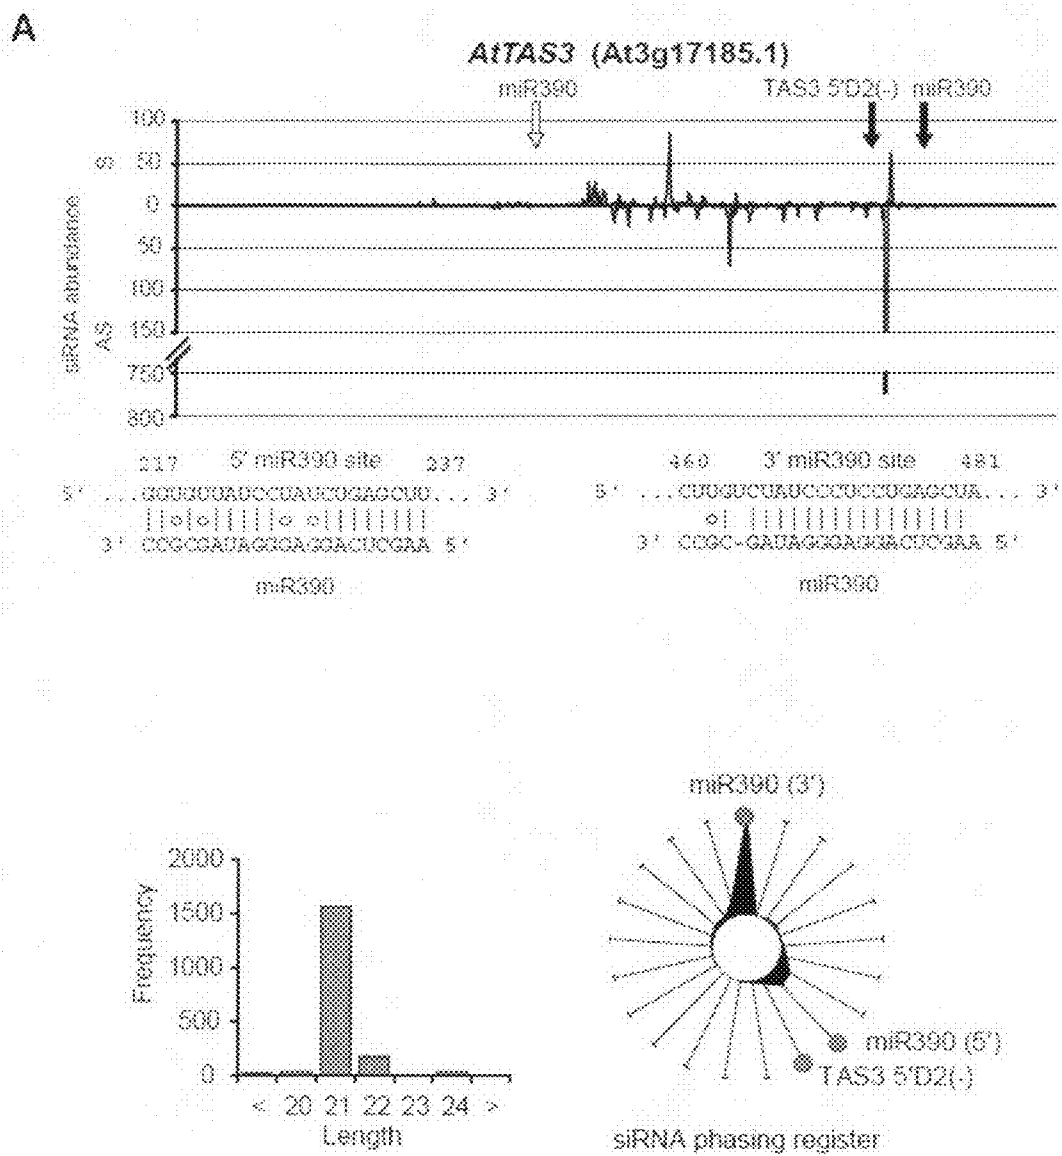 A
AtTAS3 (At3g17185.1)
miR390 TAS3 5'D2(-) miR390
100
S 50
0
50
100
AS 150
750
800
siRNA abundance
217 5' miR390 site 237
5' ...GGUGUUAUCCUAUCUGAGCUU... 3'
3' CCGCGAUAGGGAGGACUCGAA 5'
miR390
460 3' miR390 site 481
5' ...CUUGUCUAUCCCUCCUGAGCUA... 3'
3' CCGC-GAUAGGGAGGACUCGAA 5'
miR390
Frequency
2000
1500
1000
500
0
< 20 21 22 23 24 >
Length
miR390 (3')
miR390 (5')
TAS3 5'D2(-)
siRNA phasing register